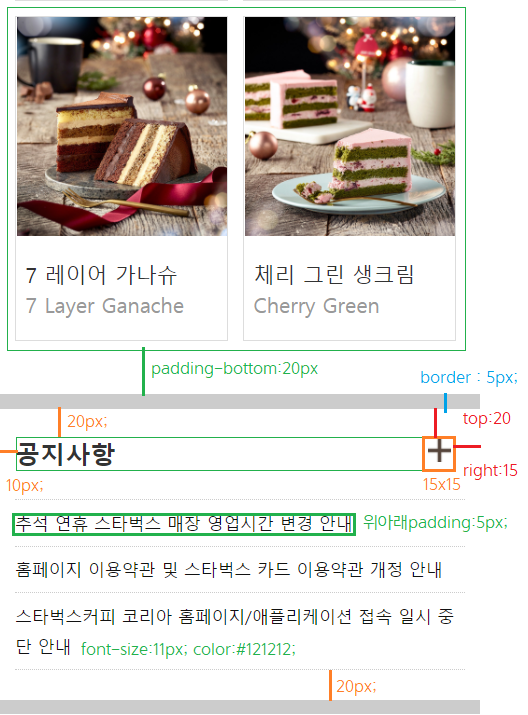 7 레이어 가나슈
7 Layer Ganache
체리 그린 생크림
Cherry Green
padding-bottom:20px
border : 5px;
20px;
top:20
공지사항
+
right:15
10px;
15x15
추석 연휴 스타벅스 매장 영업시간 변경 안내
위아래padding:5px;
홈페이지 이용약관 및 스타벅스 카드 이용약관 개정 안내
스타벅스커피 코리아 홈페이지/애플리케이션 접속 일시 중
단 안내
font-size:11px; color:#121212;
20px;